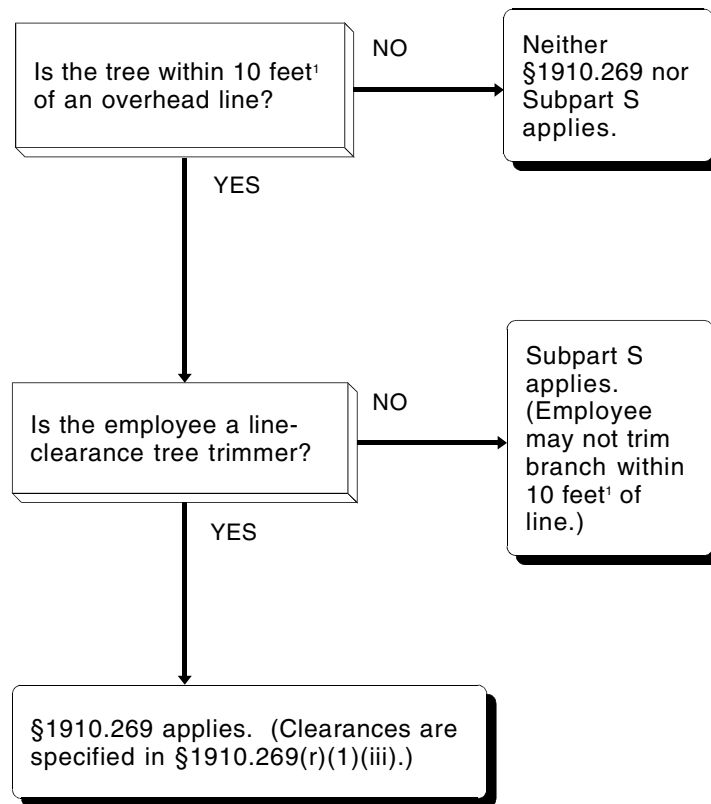 Is the tree within 10 feet¹
of an overhead line?
NO
Neither
§1910.269 nor
Subpart S
applies.
YES
Is the employee a line-
clearance tree trimmer?
NO
Subpart S
applies.
(Employee
may not trim
branch within
10 feet¹ of
line.)
YES
§1910.269 applies.  (Clearances are
specified in §1910.269(r)(1)(iii).)